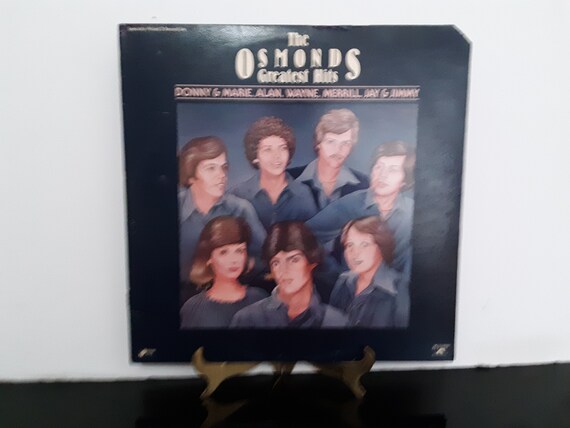 The
OSMONDS
Greatest Hits
DONNY & MARIE, ALAN, WAYNE, MERRILL, JAY & JIMMY